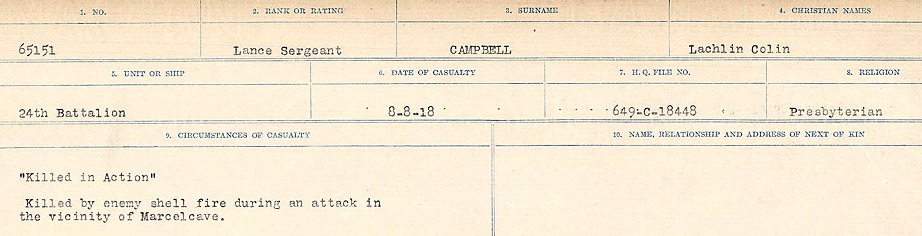 1. NO.
2. RANK OR RATING
3. SURNAME
4. CHRISTIAN NAMES
65151
Lance Sergeant
CAMPBELL
Lachlin Colin
5. UNIT OR SHIP
6. DATE OF CASUALTY
7. H.Q. FILE NO.
8. RELIGION
24th Battalion
8-8-18
649-C-18448
Presbyterian
9. CIRCUMSTANCES OF CASUALTY
10. NAME, RELATIONSHIP AND ADDRESS OF NEXT OF KIN
"Killed in Action"
Killed by enemy shell fire during an attack in
the vicinity of Marcelcave.